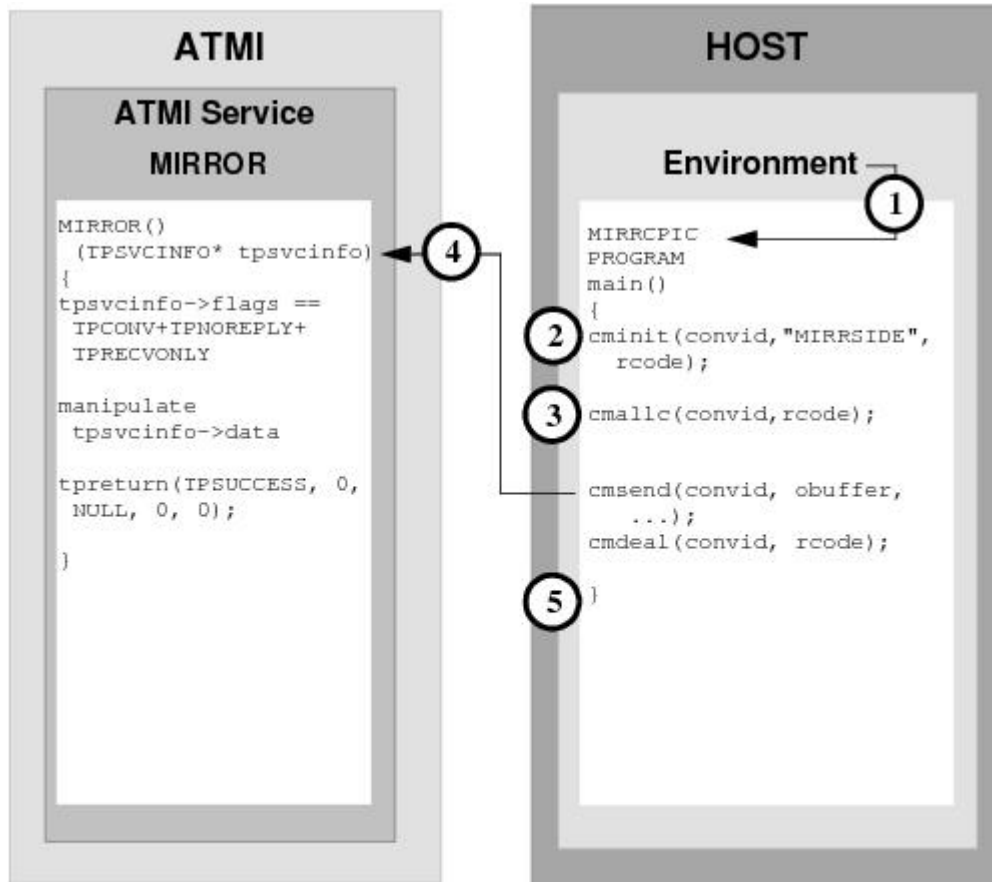 ATMI
ATMI Service
MIRROR
MIRROR()
(TPSVCINFO* tpsvcinfo)
{
tpsvcinfo->flags ==
TPCONV+TPNOREPLY+
TPRECVONLY
manipulate
tpsvcinfo->data
tpreturn(TPSUCCESS, 0,
NULL, 0, 0);
}
4
HOST
Environment
1
MIRRCPIC
PROGRAM
main()
{
2
cminit(convid,"MIRRSIDE",
rcode);
3
cmallc(convid,rcode);
cmsend(convid, obuffer,
...);
cmdeal(convid, rcode);
5
}